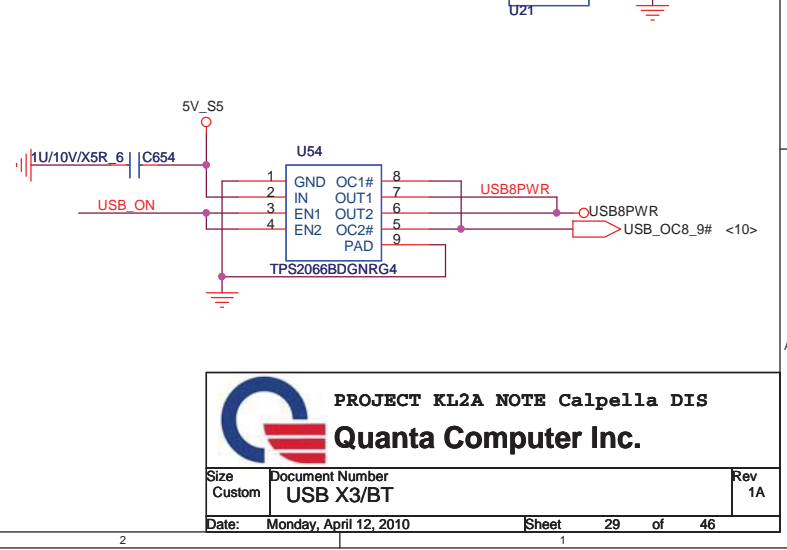 U21
5V_S5
1U/10V/X5R_6 C654
U54
1 GND OC1# 8
2 IN OUT1 7 USB8PWR
USB_ON 3 EN1 OUT2 6 USB8PWR
4 EN2 OC2# 5 USB_OC8_9# <10>
PAD 9
TPS2066BDGNRG4
PROJECT KL2A NOTE Calpella DIS
Quanta Computer Inc.
Size Document Number Rev
Custom USB X3/BT 1A
Date: Monday, April 12, 2010 Sheet 29 of 46
2 1